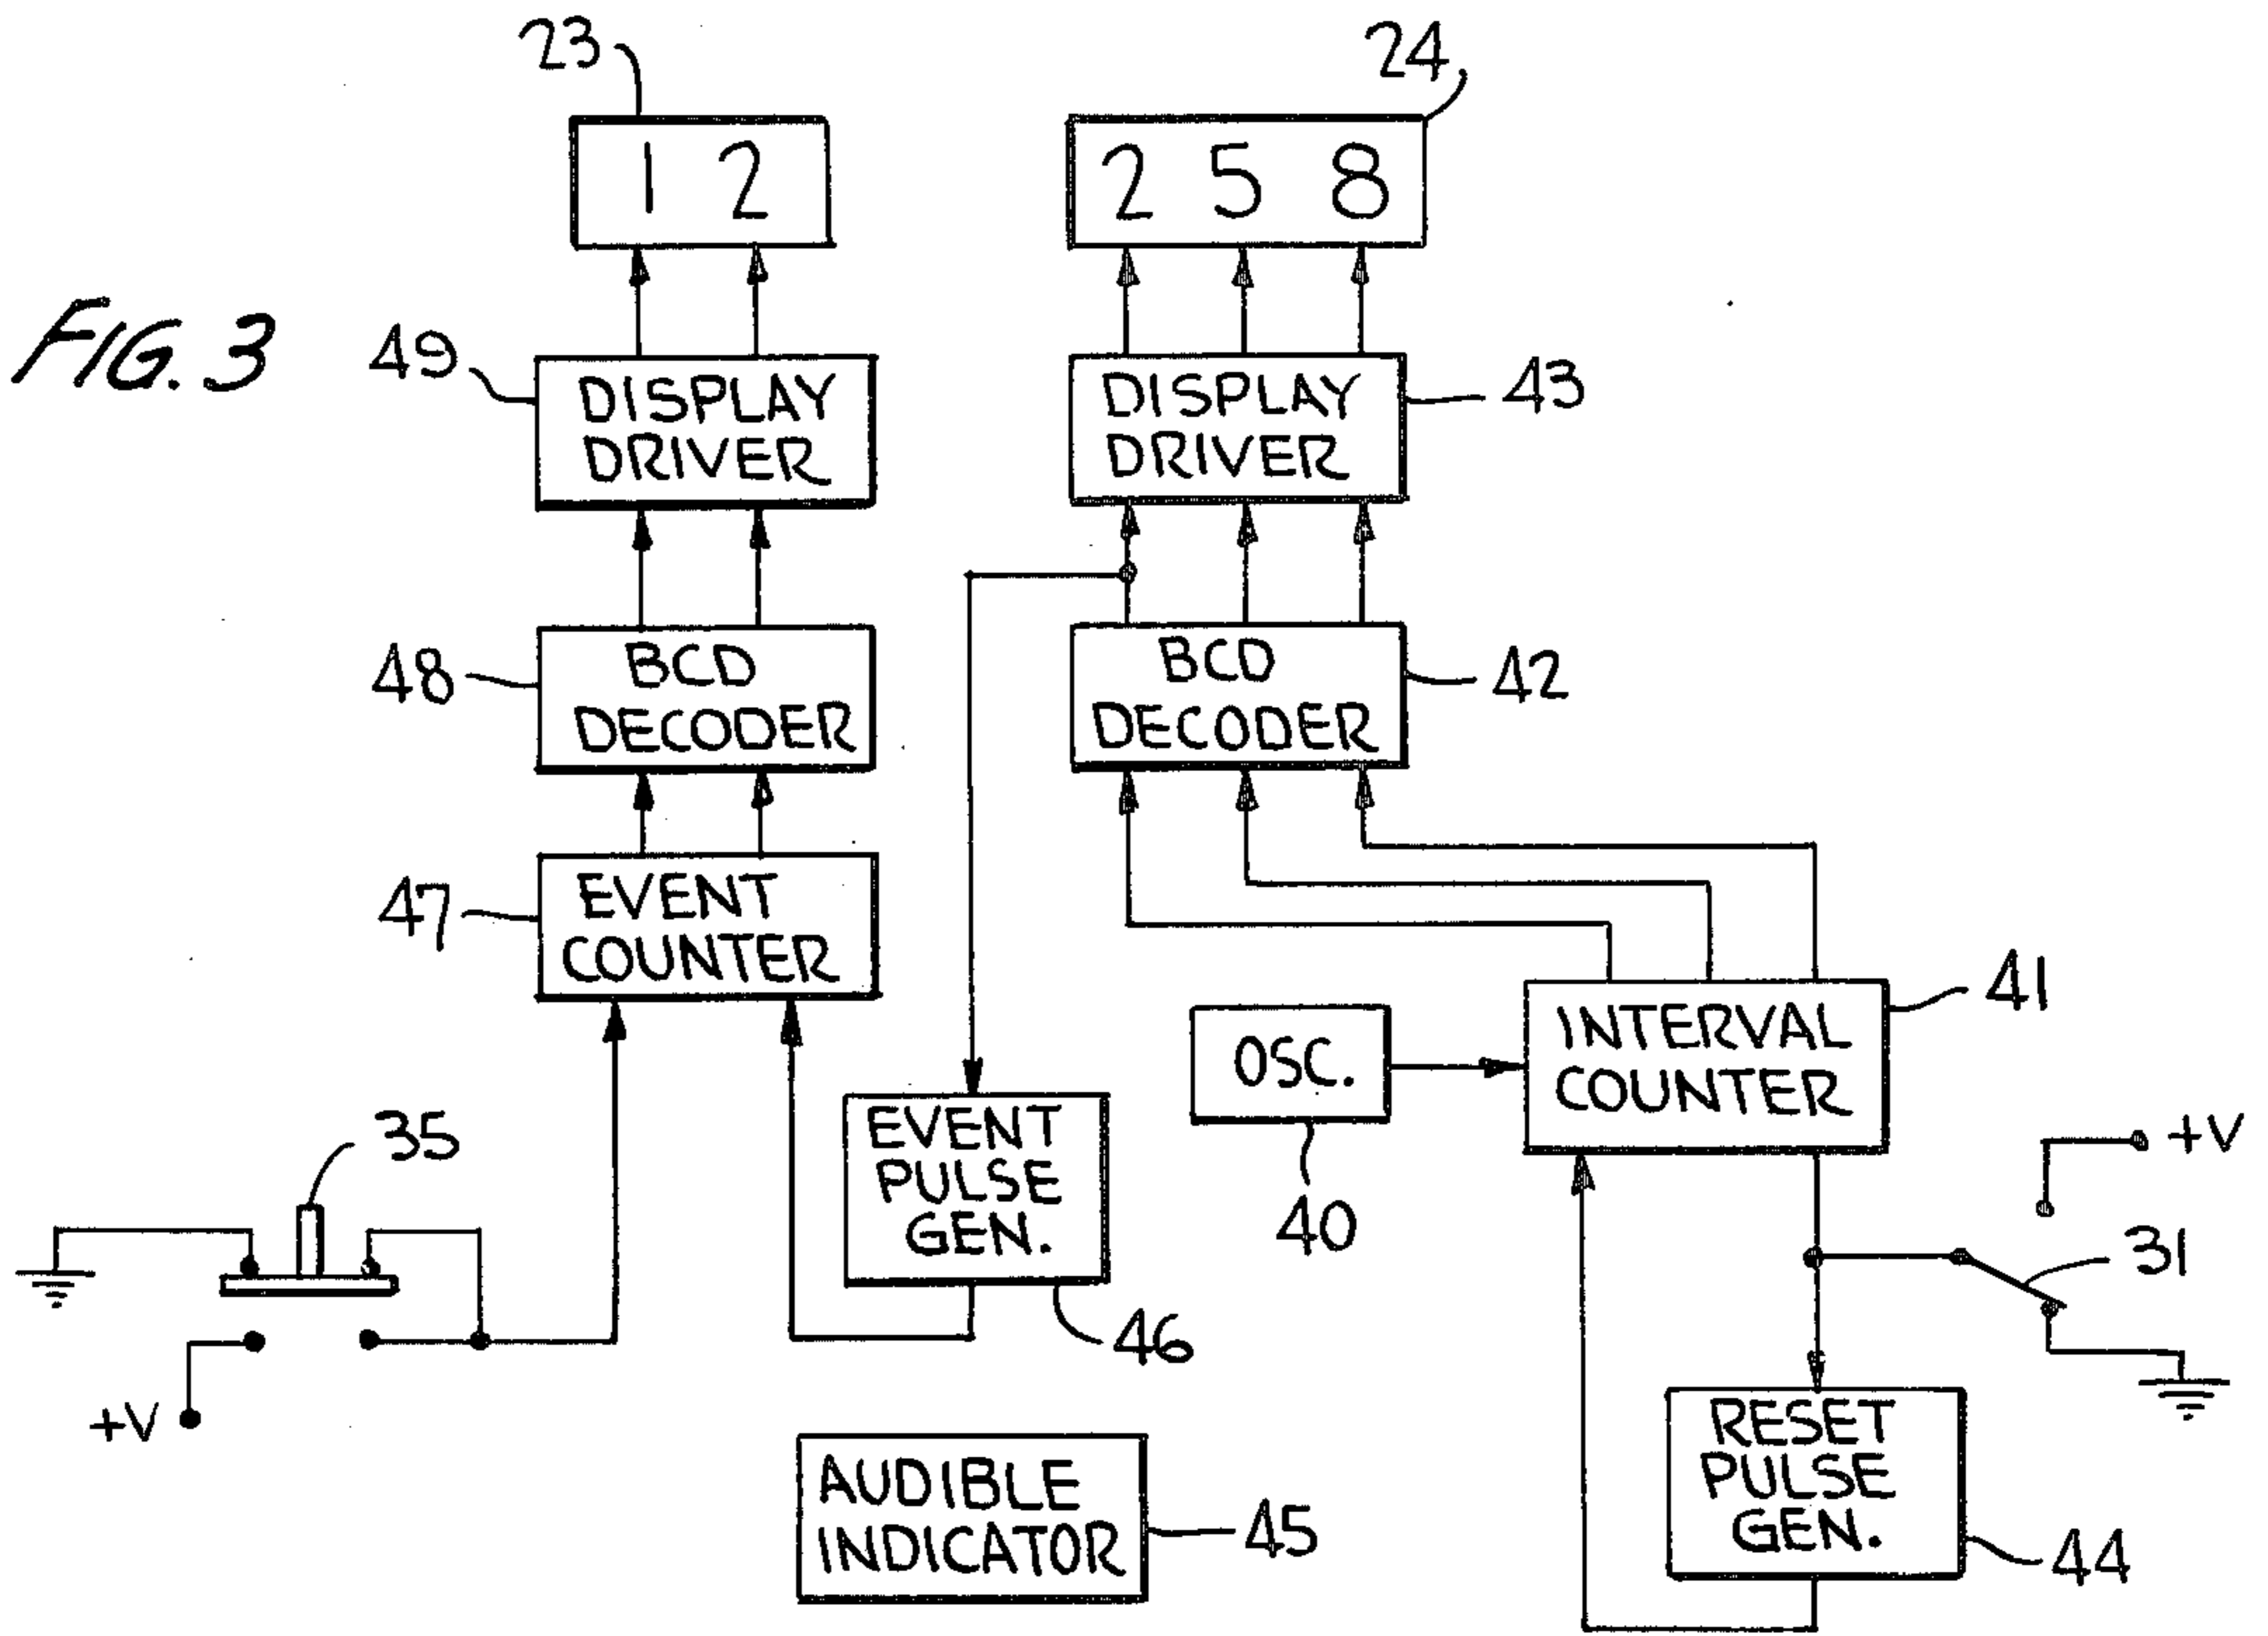 23
24
1 2
2 5 8
FIG. 3
49
DISPLAY
DRIVER
DISPLAY
DRIVER
43
48
BCD
DECODER
BCD
DECODER
42
47
EVENT
COUNTER
41
INTERVAL
COUNTER
OSC.
40
35
EVENT
PULSE
GEN.
46
+V
31
+V
RESET
PULSE
GEN.
44
AUDIBLE
INDICATOR
45